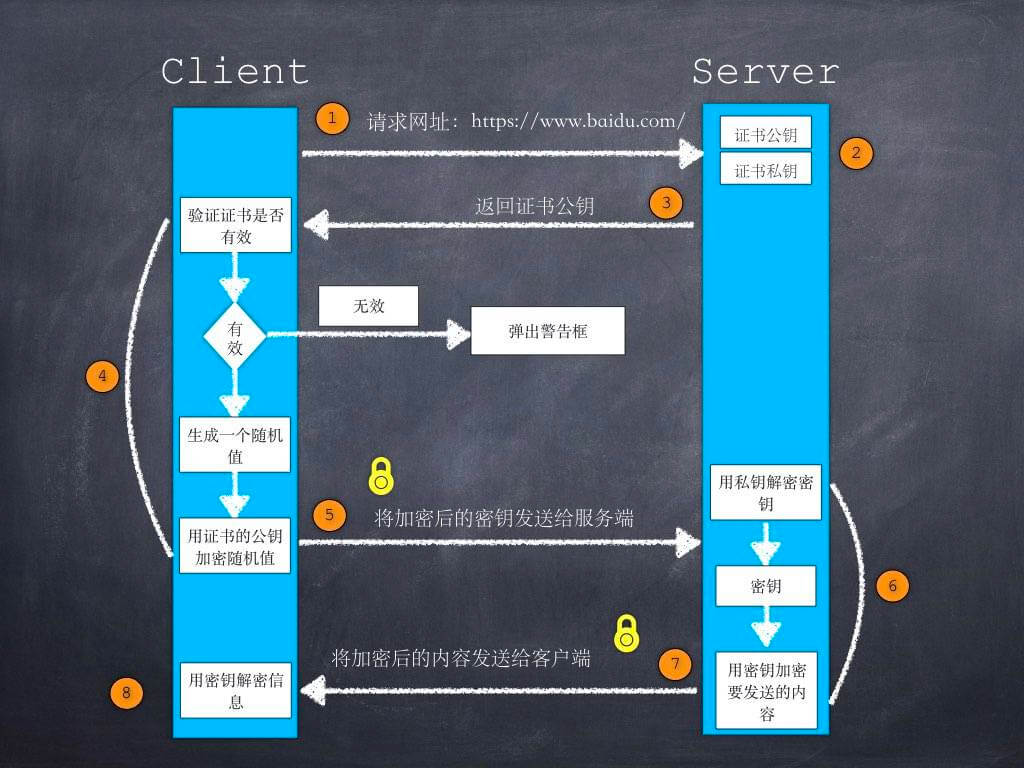 Client
Server
1
请求网址：https://www.baidu.com/
证书公钥
2
证书私钥
返回证书公钥
3
验证证书是否
有效
无效
有
效
弹出警告框
4
生成一个随机
值
用私钥解密密
钥
5
将加密后的密钥发送给服务端
用证书的公钥
加密随机值
密钥
6
将加密后的内容发送给客户端
7
用密钥加密
要发送的内
容
8
用密钥解密信
息